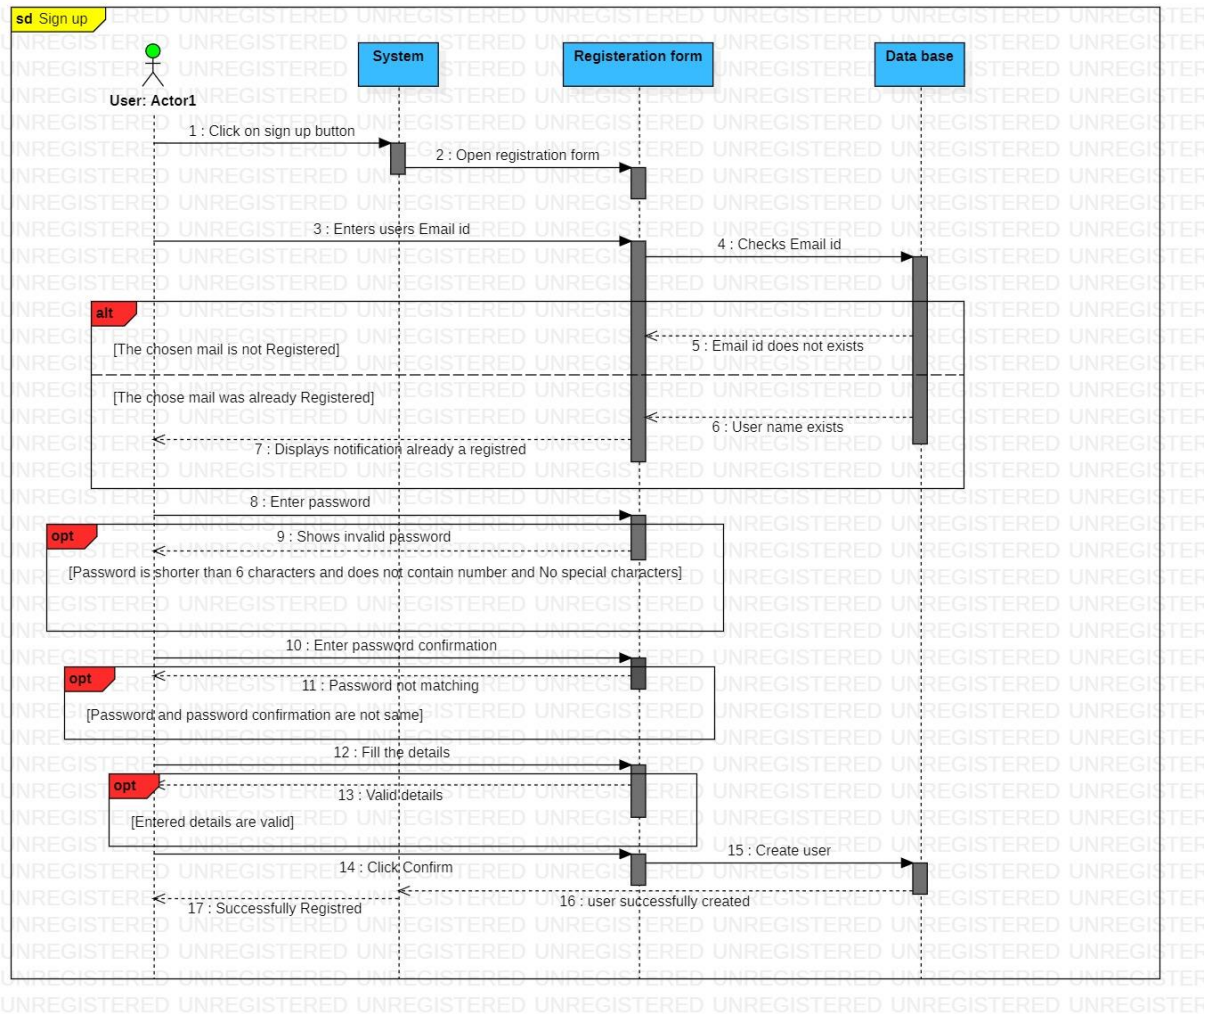 sd Sign up
System
Registeration form
Data base
User: Actor1
1 : Click on sign up button
2 : Open registration form
3 : Enters users Email id
4 : Checks Email id
alt
5 : Email id does not exists
[The chosen mail is not Registered]
[The chose mail was already Registered]
6 : User name exists
7 : Displays notification already a registred
8 : Enter password
opt
9 : Shows invalid password
[Password is shorter than 6 characters and does not contain number and No special characters]
10 : Enter password confirmation
opt
11 : Password not matching
[Password and password confirmation are not same]
12 : Fill the details
opt
13 : Valid details
[Entered details are valid]
14 : Click Confirm
15 : Create user
16 : user successfully created
17 : Successfully Registred
UNREGISTERED